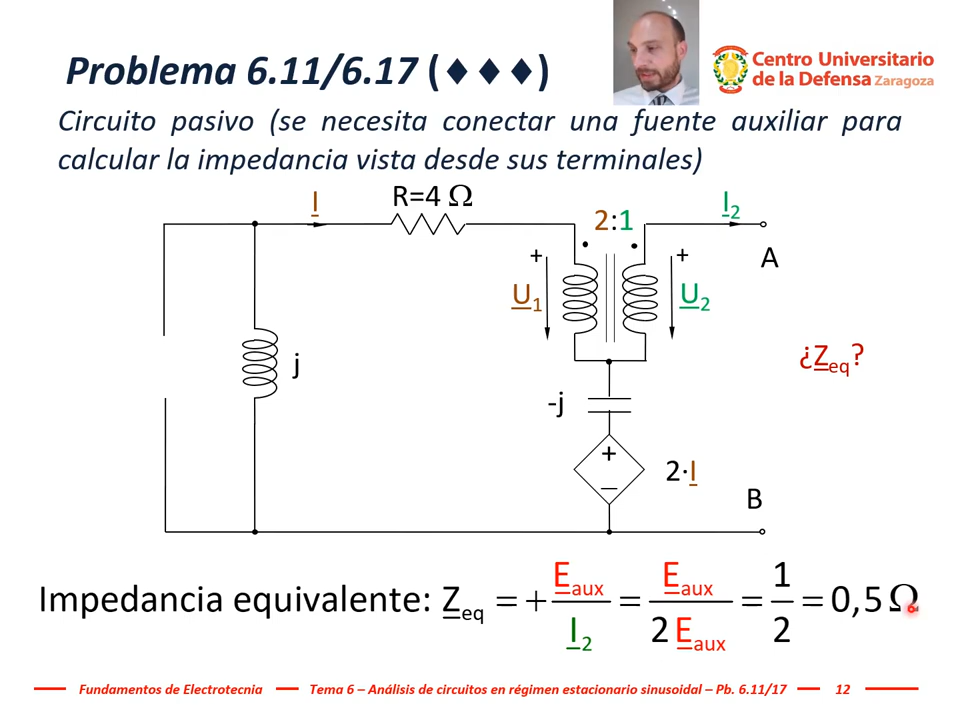 Problema 6.11/6.17 (♦♦♦)
Centro Universitario
de la Defensa Zaragoza
Circuito pasivo (se necesita conectar una fuente auxiliar para
calcular la impedancia vista desde sus terminales)
I
R=4 Ω
2:1
I2
+
+
A
U1
U2
¿Zeq?
j
-j
+
2·I
–
B
Impedancia equivalente: Zeq = + Eaux / I2 = Eaux / 2 Eaux = 1 / 2 = 0,5 Ω
Fundamentos de Electrotecnia
Tema 6 – Análisis de circuitos en régimen estacionario sinusoidal – Pb. 6.11/17
12